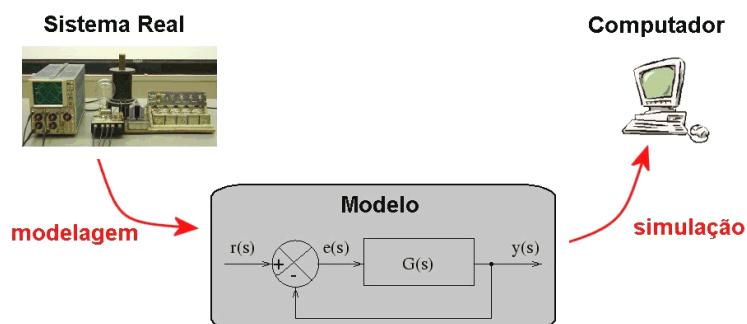 Sistema Real
Computador
Modelo
modelagem
simulação
r(s)
e(s)
G(s)
y(s)
+
-